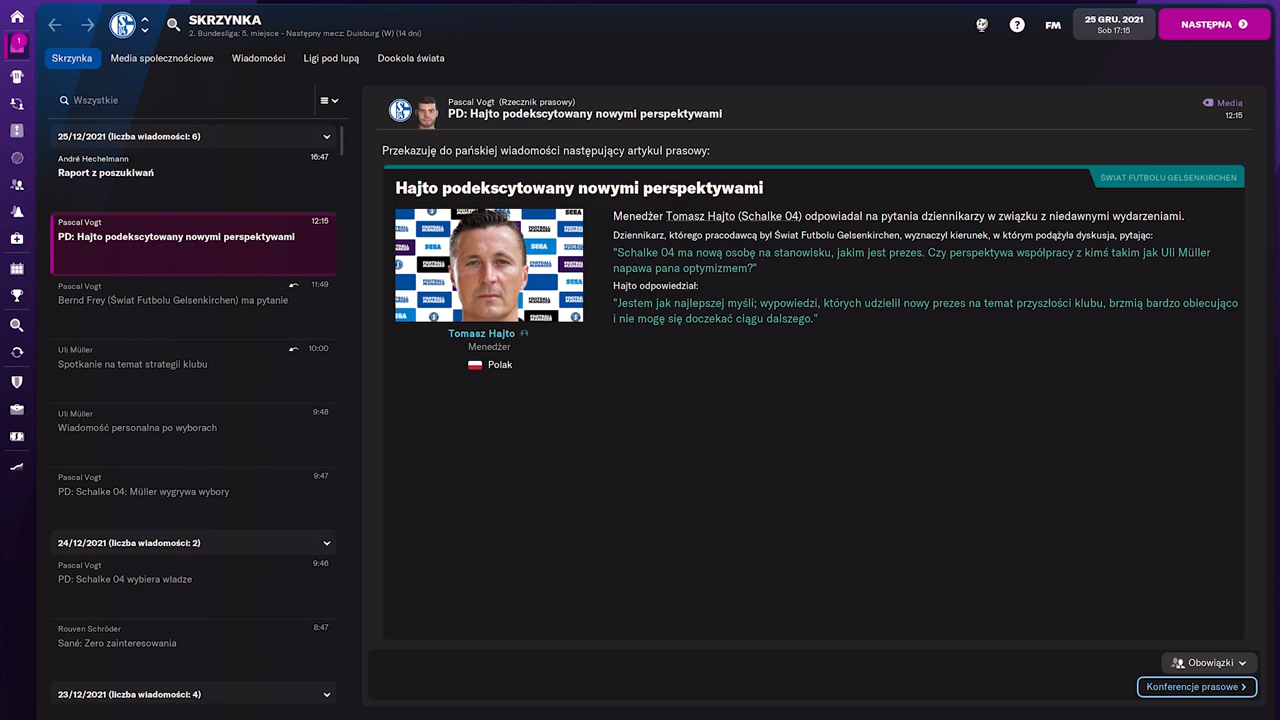 SKRZYNKA
2. Bundesliga: 5. miejsce - Następny mecz: Duisburg (W) (14 dni)
FM
25 GRU. 2021
Sob 17:15
NASTĘPNA
1
Skrzynka
Media społecznościowe
Wiadomości
Ligi pod lupą
Dookoła świata
Wszystkie
25/12/2021 (liczba wiadomości: 6)
André Hechelmann 16:47
Raport z poszukiwań
Pascal Vogt 12:15
PD: Hajto podekscytowany nowymi perspektywami
Pascal Vogt 11:49
Bernd Frey (Świat Futbolu Gelsenkirchen) ma pytanie
Uli Müller 10:00
Spotkanie na temat strategii klubu
Uli Müller 9:48
Wiadomość personalna po wyborach
Pascal Vogt 9:47
PD: Schalke 04: Müller wygrywa wybory
24/12/2021 (liczba wiadomości: 2)
Pascal Vogt 9:46
PD: Schalke 04 wybiera władze
Rouven Schröder 8:47
Sané: Zero zainteresowania
23/12/2021 (liczba wiadomości: 4)
Pascal Vogt (Rzecznik prasowy)
PD: Hajto podekscytowany nowymi perspektywami
Media
12:15
Przekazuję do pańskiej wiadomości następujący artykuł prasowy:
ŚWIAT FUTBOLU GELSENKIRCHEN
Hajto podekscytowany nowymi perspektywami
SEGA
FOOTBALL MANAGER
Tomasz Hajto
Menedżer
Polak
Menedżer Tomasz Hajto (Schalke 04) odpowiadał na pytania dziennikarzy w związku z niedawnymi wydarzeniami.
Dziennikarz, którego pracodawcą był Świat Futbolu Gelsenkirchen, wyznaczył kierunek, w którym podążyła dyskusja, pytając:
"Schalke 04 ma nową osobę na stanowisku, jakim jest prezes. Czy perspektywa współpracy z kimś takim jak Uli Müller
napawa pana optymizmem?"
Hajto odpowiedział:
"Jestem jak najlepszej myśli; wypowiedzi, których udzielił nowy prezes na temat przyszłości klubu, brzmią bardzo obiecująco
i nie mogę się doczekać ciągu dalszego."
Obowiązki
Konferencje prasowe